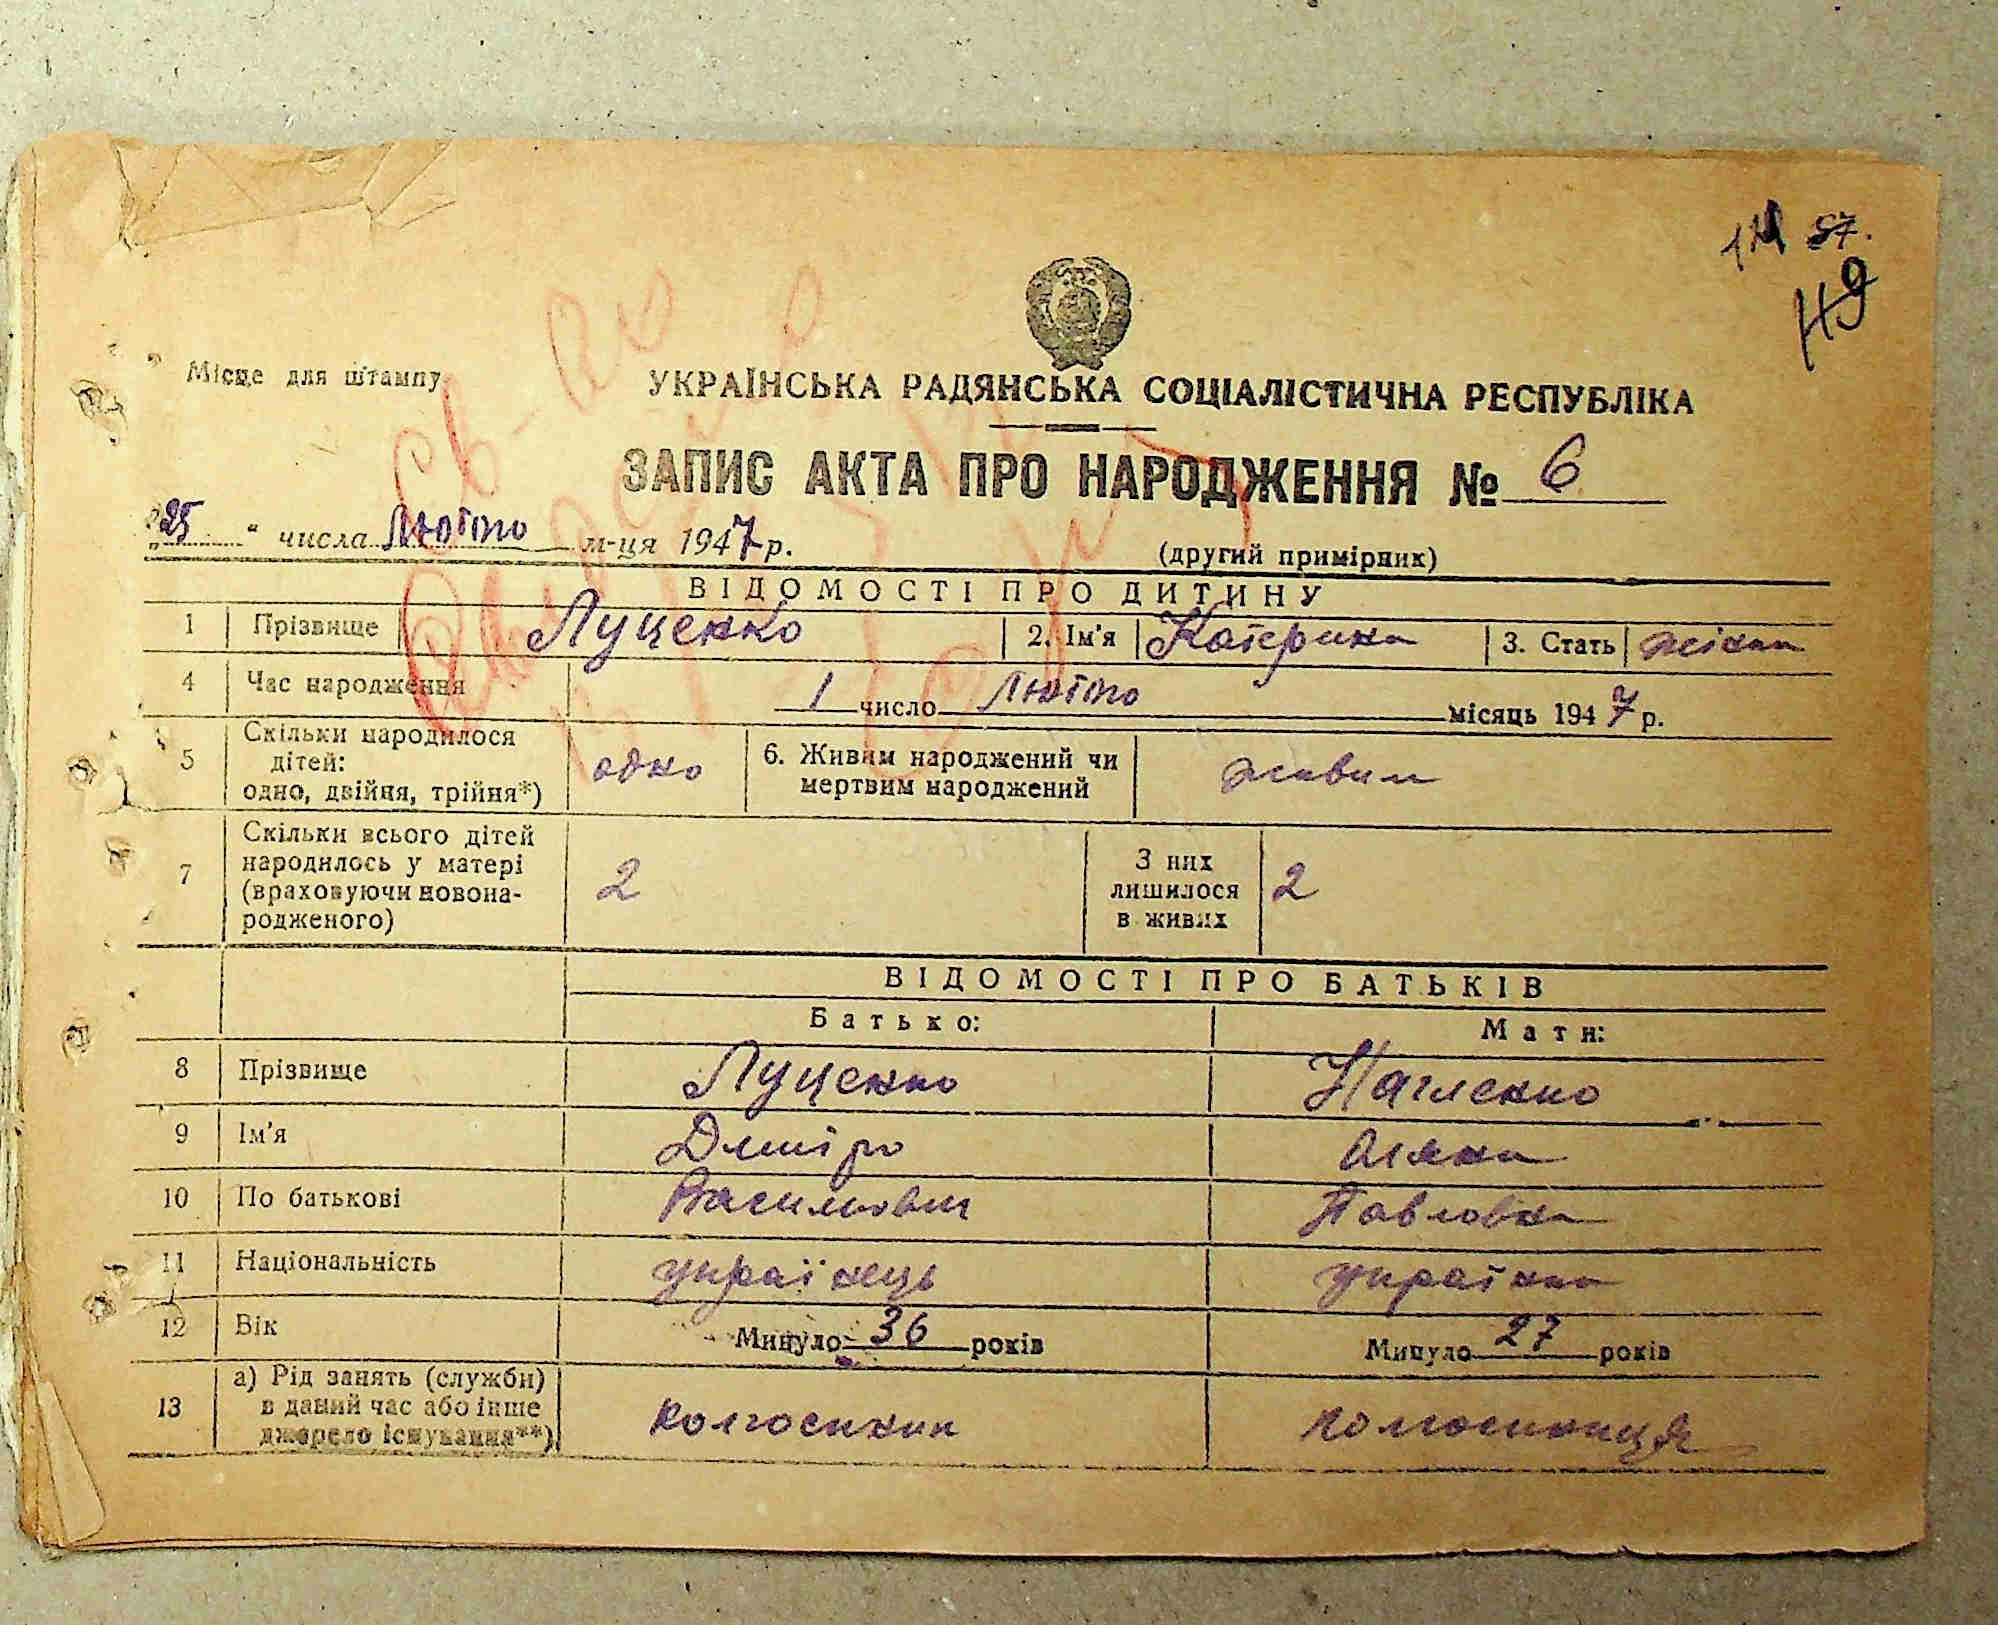 57.
49
Місце для штампу
УКРАЇНСЬКА РАДЯНСЬКА СОЦІАЛІСТИЧНА РЕСПУБЛІКА
ЗАПИС АКТА ПРО НАРОДЖЕННЯ № 6
"25" числа Лютого м-ця 1947 р.
(другий примірник)
ВІДОМОСТІ ПРО ДИТИНУ
1 Прізвище Луценко 2. Ім'я Катерина 3. Стать жіноча
4 Час народження 1 число Лютого місяць 1947 р.
5 Скільки народилося дітей: одно, двійня, трійня*) одно 6. Живим народжений чи мертвим народжений живим
7 Скільки всього дітей народилось у матері (враховуючи новонародженого) 2 З них лишилося в живих 2
ВІДОМОСТІ ПРО БАТЬКІВ
Батько: Мати:
8 Прізвище Луценко
9 Ім'я Дмитро
10 По батькові Васильович Павловна
11 Національність українець українка
12 Вік Минуло 36 років Минуло 27 років
13 а) Рід занять (служби) в даний час або інше джерело існування**) колгоспник колгоспниця